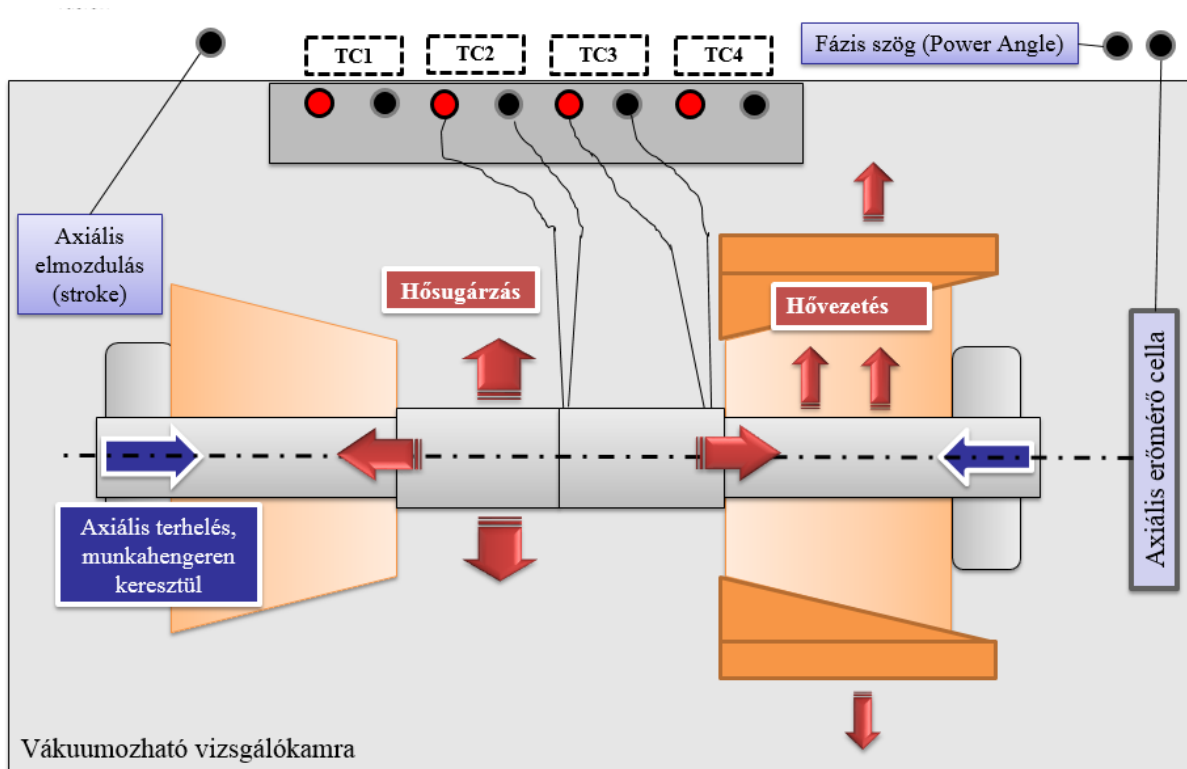 TC1
TC2
TC3
TC4
Fázis szög (Power Angle)
Axiális
elmozdulás
(stroke)
Hősugárzás
Hővezetés
Axiális erőmérő cella
Axiális terhelés,
munkahengeren
keresztül
Vákuumozható vizsgálókamra